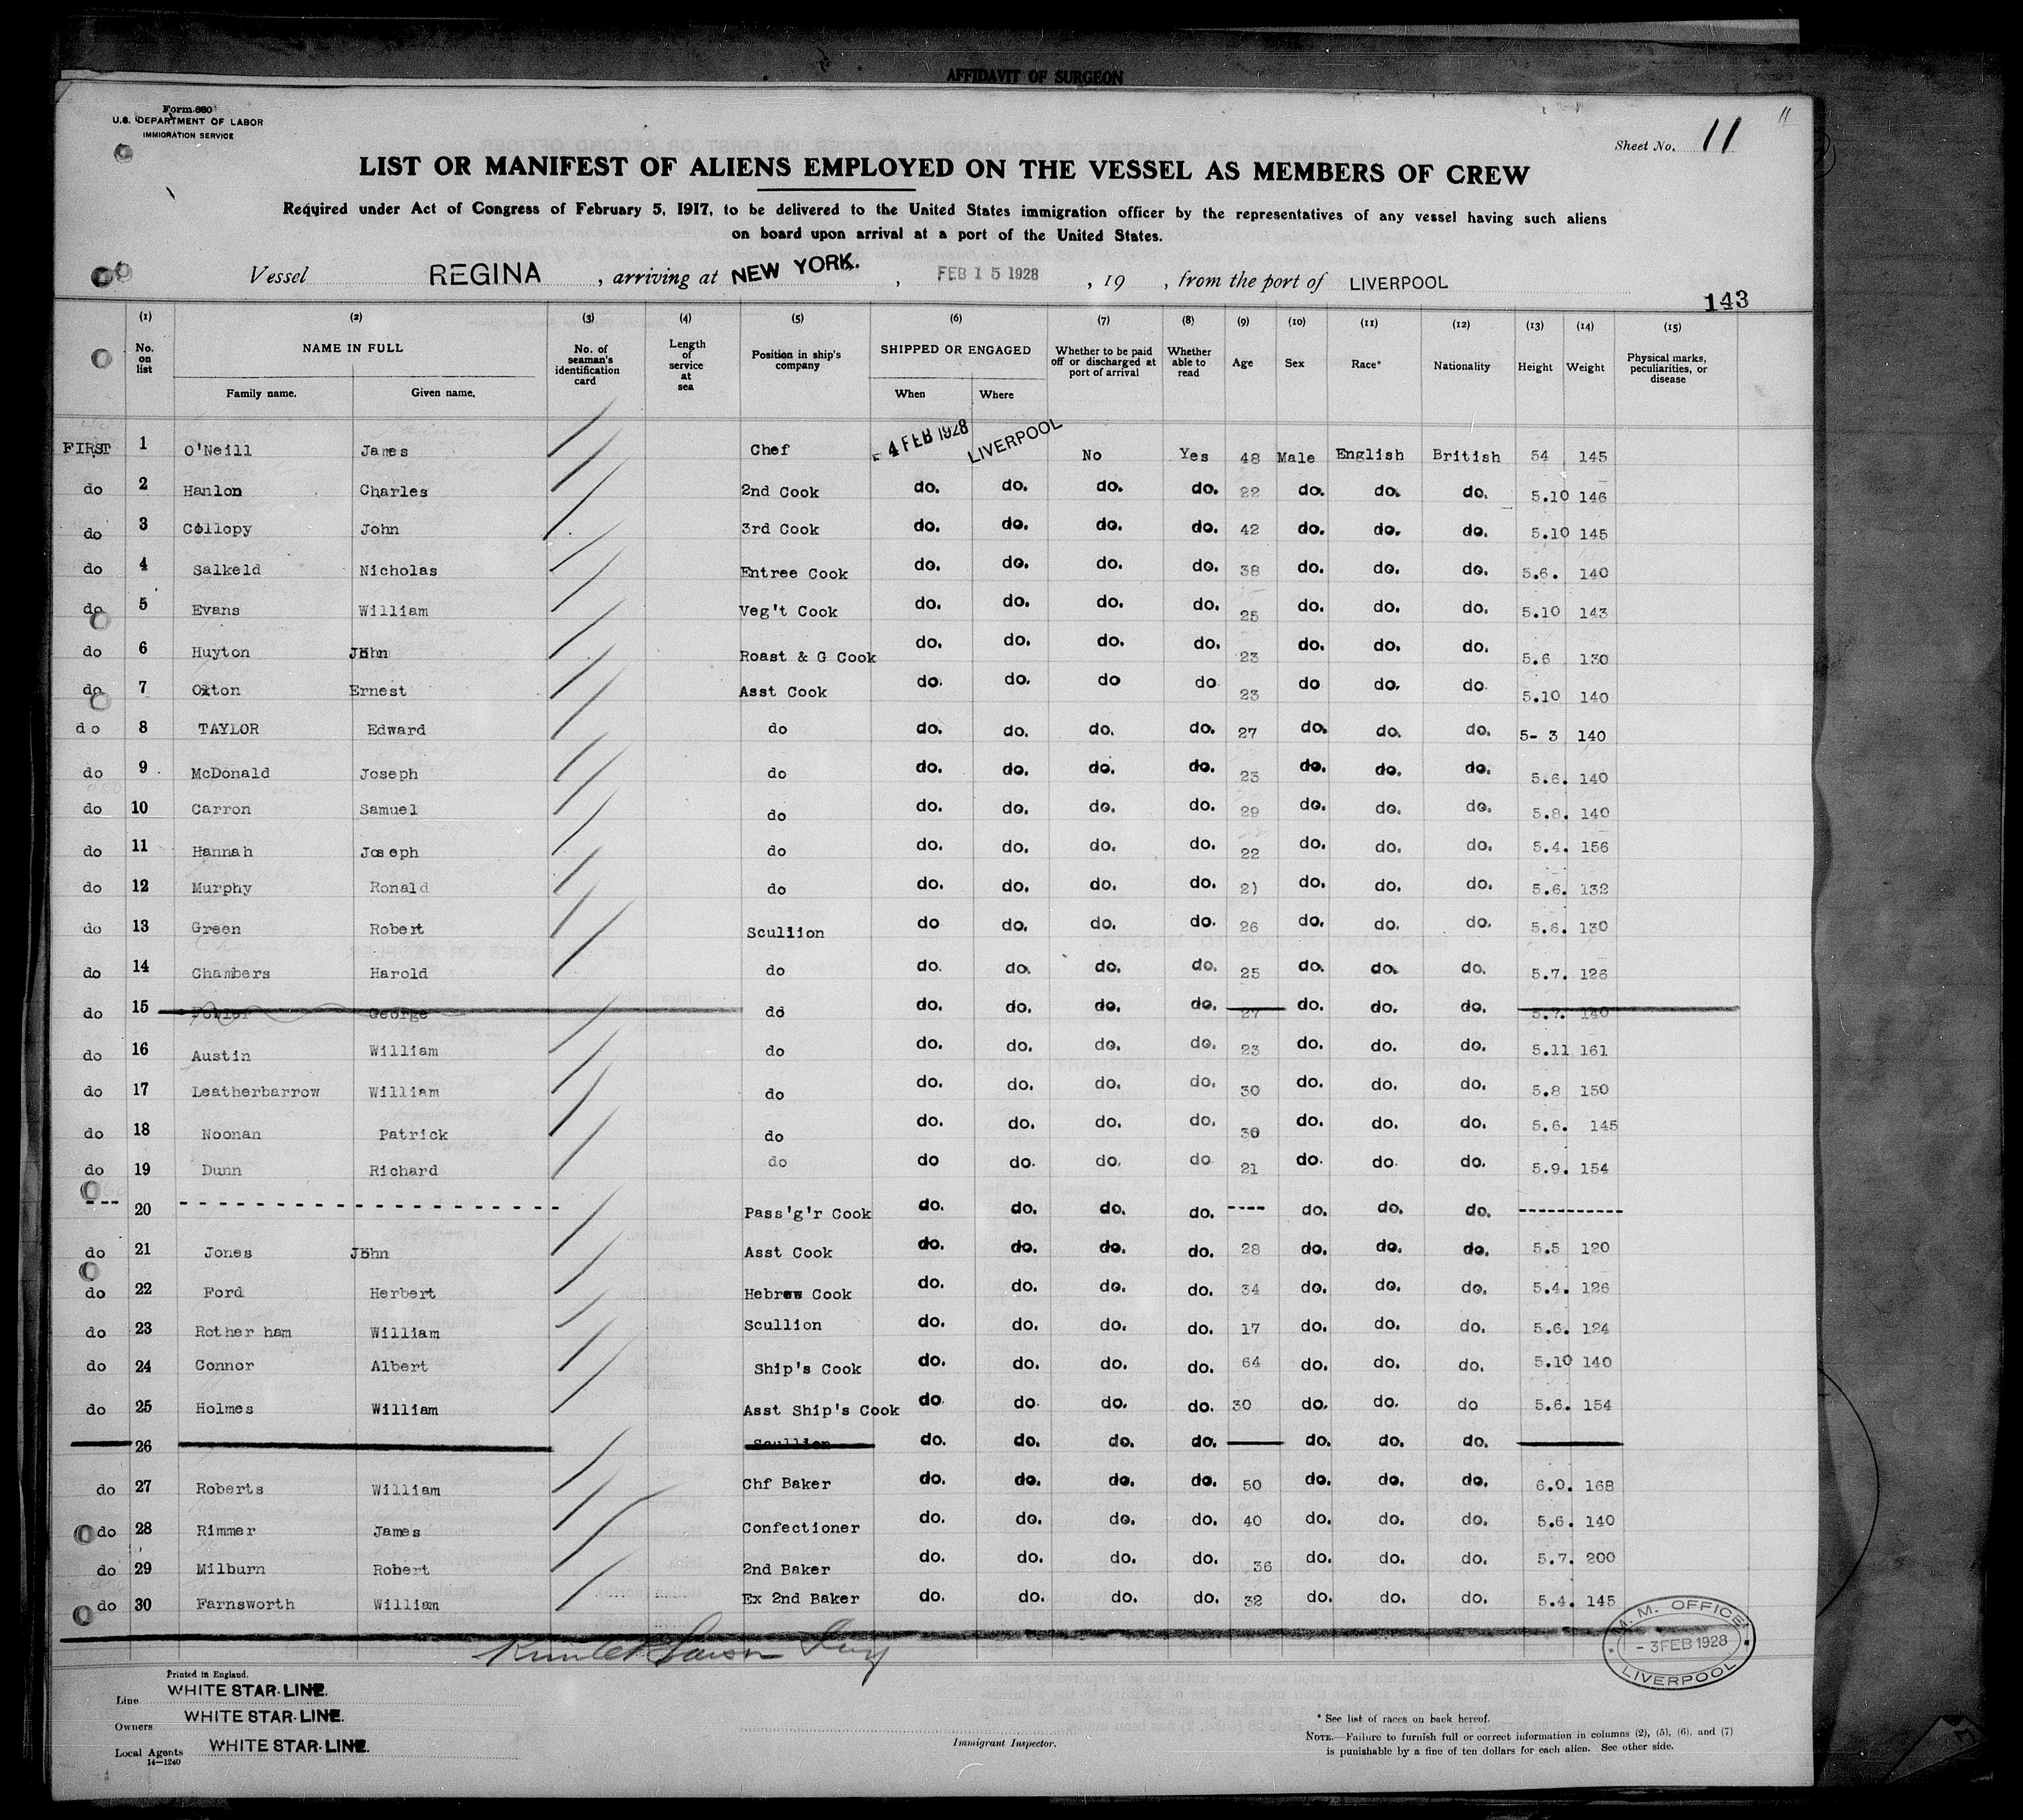 AFFIDAVIT OF SURGEON
11
Form 680
U.S. DEPARTMENT OF LABOR
IMMIGRATION SERVICE
Sheet No. 11
LIST OR MANIFEST OF ALIENS EMPLOYED ON THE VESSEL AS MEMBERS OF CREW
Required under Act of Congress of February 5, 1917, to be delivered to the United States immigration officer by the representatives of any vessel having such aliens
on board upon arrival at a port of the United States.
Vessel REGINA , arriving at NEW YORK. , FEB 15 1928 , 19 , from the port of LIVERPOOL
143
(1) (2) (3) (4) (5) (6) (7) (8) (9) (10) (11) (12) (13) (14) (15)
No. on list NAME IN FULL Family name. Given name. No. of seaman's identification card Length of service at sea Position in ship's company SHIPPED OR ENGAGED When Where Whether to be paid off or discharged at port of arrival Whether able to read Age Sex Race* Nationality Height Weight Physical marks, peculiarities, or disease
FIRST 1 O'Neill James Chef 4 FEB 1928 LIVERPOOL No Yes 48 Male English British 54 145
do 2 Hanlon Charles 2nd Cook do. do. do. do. 22 do. do. do. 5.10 146
do 3 Collopy John 3rd Cook do. do. do. do. 42 do. do. do. 5.10 145
do 4 Salkeld Nicholas Entree Cook do. do. do. do. 38 do. do. do. 5.6. 140
do 5 Evans William Veg't Cook do. do. do. do. 25 do. do. do. 5.10 143
do 6 Huyton John Roast & G Cook do. do. do. do. 23 do. do. do. 5.6 130
do 7 Oxton Ernest Asst Cook do. do. do do 23 do do. do 5.10 140
do 8 TAYLOR Edward do do. do. do. do. 27 do. do. do. 5- 3 140
do 9 McDonald Joseph do do. do. do. do. 23 do. do. do. 5.6. 140
do 10 Carron Samuel do do. do. do. do. 29 do. do. do. 5.8. 140
do 11 Hannah Joseph do do. do. do. do. 22 do. do. do. 5.4. 156
do 12 Murphy Ronald do do. do. do. do. 2) do. do. do. 5.6. 132
do 13 Green Robert Scullion do do. do. do. 26 do. do. do. 5.6. 130
do 14 Chambers Harold do do. do. do. do. 25 do. do. do. 5.7. 126
do 15 George do do. do. do. do. 27 do. do. do. 5.7. 140
do 16 Austin William do do. do. do. do. 23 do. do. do. 5.11 161
do 17 Leatherbarrow William do do. do. do. do. 30 do. do. do. 5.8 150
do 18 Noonan Patrick do do. do. do. do. 30 do. do. do. 5.6. 145
do 19 Dunn Richard do do do. do. do 21 do. do. do. 5.9. 154
--- 20 - - - - - - - - - - Pass'g'r Cook do. do. do. do. ---- do. do. do. -----------
do 21 Jones John Asst Cook do. do. do. do. 28 do. do. do. 5.5 120
do 22 Ford Herbert Hebrew Cook do. do. do. do. 34 do. do. do. 5.4. 126
do 23 Rother ham William Scullion do. do. do. do. 17 do. do. do. 5.6. 124
do 24 Connor Albert Ship's Cook do. do. do. do. 64 do. do. do. 5.10 140
do 25 Holmes William Asst Ship's Cook do. do. do. do. 30 do. do. do 5.6. 154
26 Scullion do. do. do. do. do. do. do.
do 27 Roberts William Chf Baker do. do. do. do. 50 do. do. do. 6.0. 168
do 28 Rimmer James Confectioner do. do. do. do. 40 do. do. do. 5.6. 140
do 29 Milburn Robert 2nd Baker do. do. do. do. 36 do. do. do. 5.7. 200
do 30 Farnsworth William Ex 2nd Baker do. do. do. do. 32 do. do. do. 5.4. 145
M. M. OFFICE
- 3 FEB 1928
LIVERPOOL
Printed in England.
Line WHITE STAR LINE.
Owners WHITE STAR LINE.
Local Agents WHITE STAR LINE.
14—1240
Immigrant Inspector.
* See list of races on back hereof.
NOTE.—Failure to furnish full or correct information in columns (2), (5), (6), and (7)
is punishable by a fine of ten dollars for each alien. See other side.